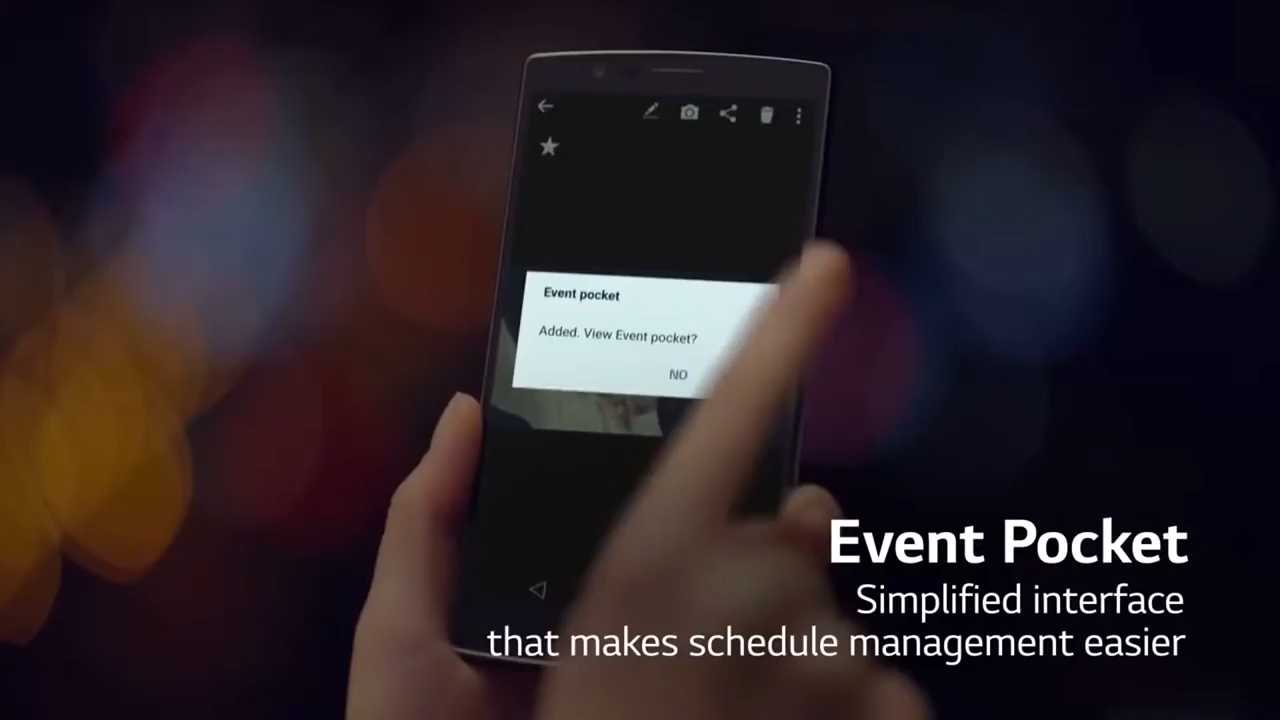 Event pocket
Added. View Event pocket?
NO
Event Pocket
Simplified interface
that makes schedule management easier